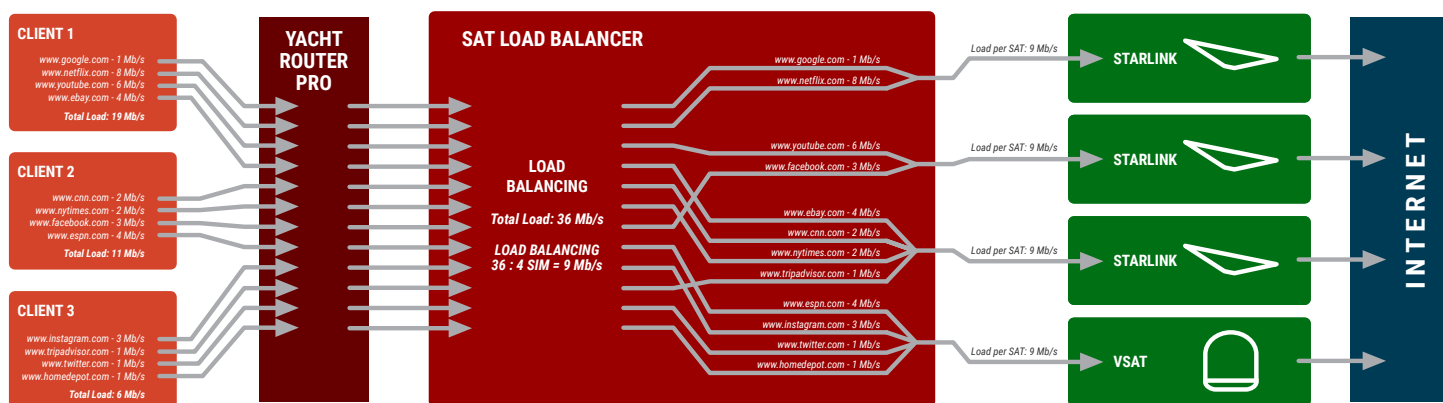 CLIENT 1
www.google.com - 1 Mb/s
www.netflix.com - 8 Mb/s
www.youtube.com - 6 Mb/s
www.ebay.com - 4 Mb/s
Total Load: 19 Mb/s
CLIENT 2
www.cnn.com - 2 Mb/s
www.nytimes.com - 2 Mb/s
www.facebook.com - 3 Mb/s
www.espn.com - 4 Mb/s
Total Load: 11 Mb/s
CLIENT 3
www.instagram.com - 3 Mb/s
www.tripadvisor.com - 1 Mb/s
www.twitter.com - 1 Mb/s
www.homedepot.com - 1 Mb/s
Total Load: 6 Mb/s
YACHT
ROUTER
PRO
SAT LOAD BALANCER
LOAD
BALANCING
Total Load: 36 Mb/s
LOAD BALANCING
36 : 4 SIM = 9 Mb/s
www.google.com - 1 Mb/s
www.netflix.com - 8 Mb/s
www.youtube.com - 6 Mb/s
www.facebook.com - 3 Mb/s
www.ebay.com - 4 Mb/s
www.cnn.com - 2 Mb/s
www.nytimes.com - 2 Mb/s
www.tripadvisor.com - 1 Mb/s
www.espn.com - 4 Mb/s
www.instagram.com - 3 Mb/s
www.twitter.com - 1 Mb/s
www.homedepot.com - 1 Mb/s
Load per SAT: 9 Mb/s
Load per SAT: 9 Mb/s
Load per SAT: 9 Mb/s
Load per SAT: 9 Mb/s
STARLINK
STARLINK
STARLINK
VSAT
INTERNET